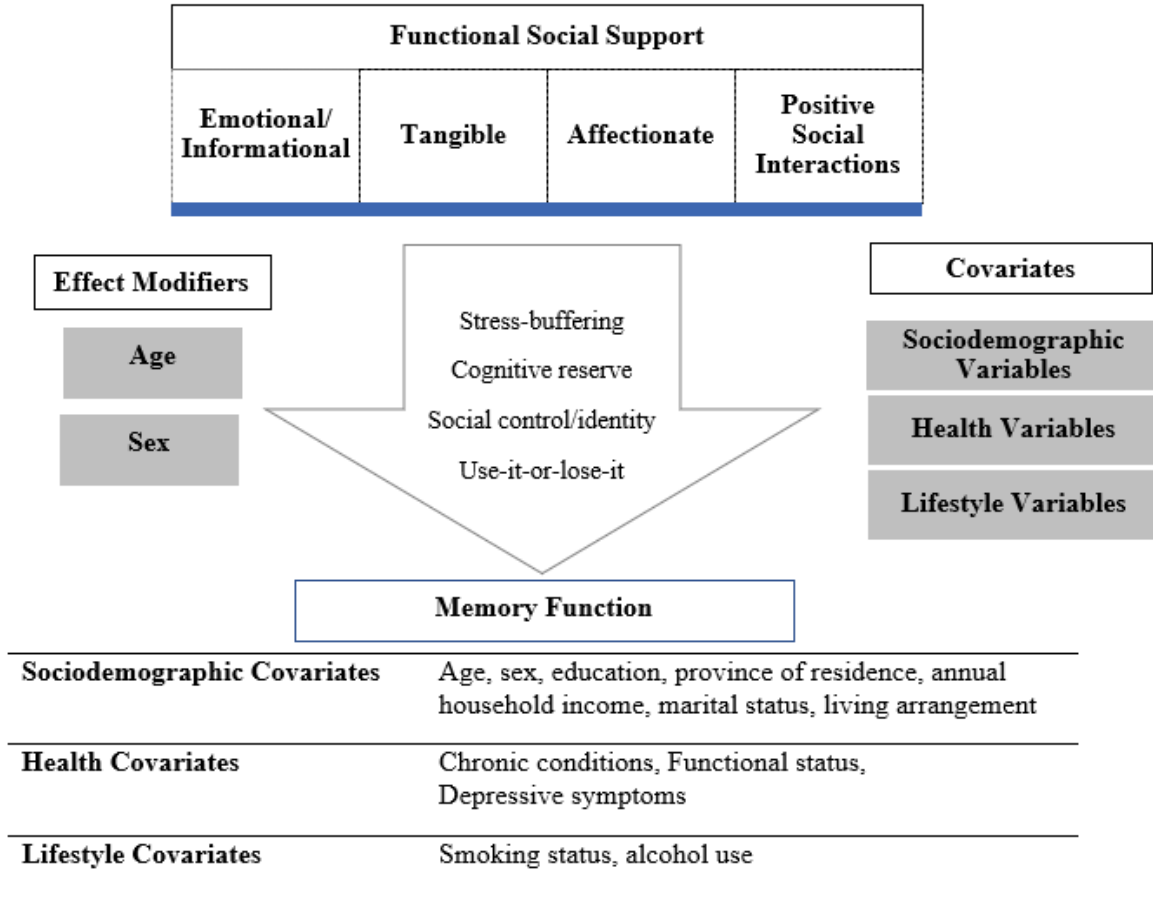 Functional Social Support
Emotional/
Informational
Tangible
Affectionate
Positive
Social
Interactions
Effect Modifiers
Age
Sex
Stress-buffering
Cognitive reserve
Social control/identity
Use-it-or-lose-it
Covariates
Sociodemographic
Variables
Health Variables
Lifestyle Variables
Memory Function
Sociodemographic Covariates
Age, sex, education, province of residence, annual
household income, marital status, living arrangement
Health Covariates
Chronic conditions, Functional status,
Depressive symptoms
Lifestyle Covariates
Smoking status, alcohol use